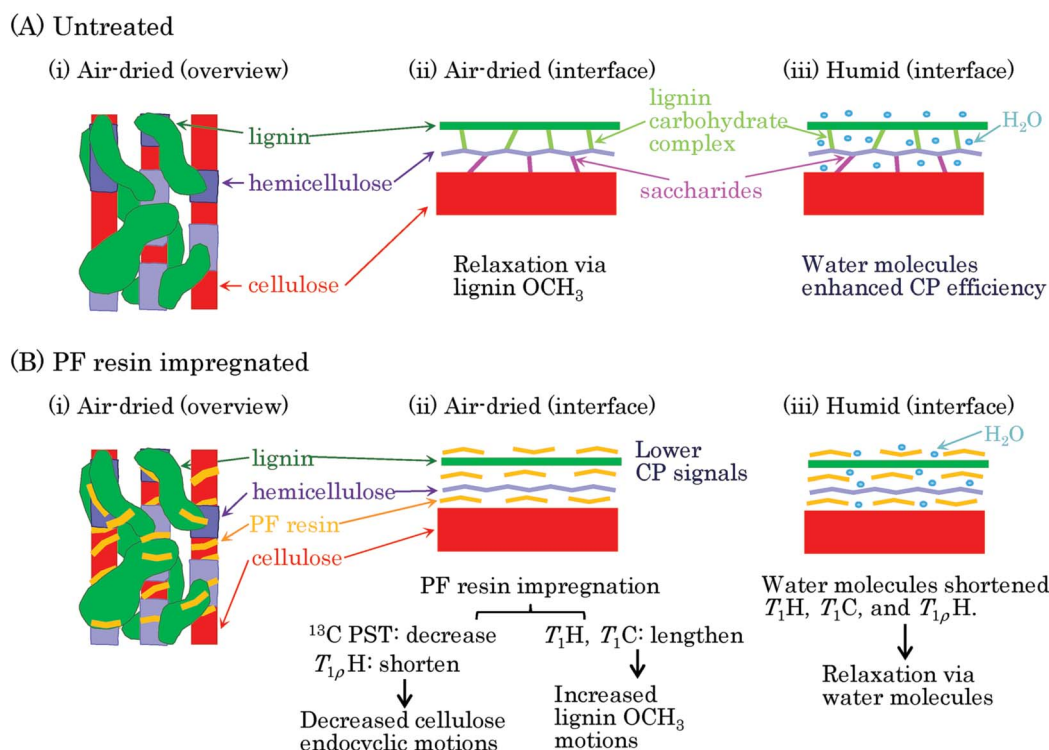 (A) Untreated
(i) Air-dried (overview)
(ii) Air-dried (interface)
(iii) Humid (interface)
lignin
hemicellulose
cellulose
lignin
carbohydrate
complex
saccharides
H₂O
Relaxation via
lignin OCH₃
Water molecules
enhanced CP efficiency
(B) PF resin impregnated
(i) Air-dried (overview)
(ii) Air-dried (interface)
(iii) Humid (interface)
lignin
hemicellulose
PF resin
cellulose
Lower
CP signals
H₂O
PF resin impregnation
¹³C PST: decrease
T₁ρH: shorten
Decreased cellulose
endocyclic motions
T₁H, T₁C: lengthen
Increased
lignin OCH₃
motions
Water molecules shortened
T₁H, T₁C, and T₁ρH.
Relaxation via
water molecules